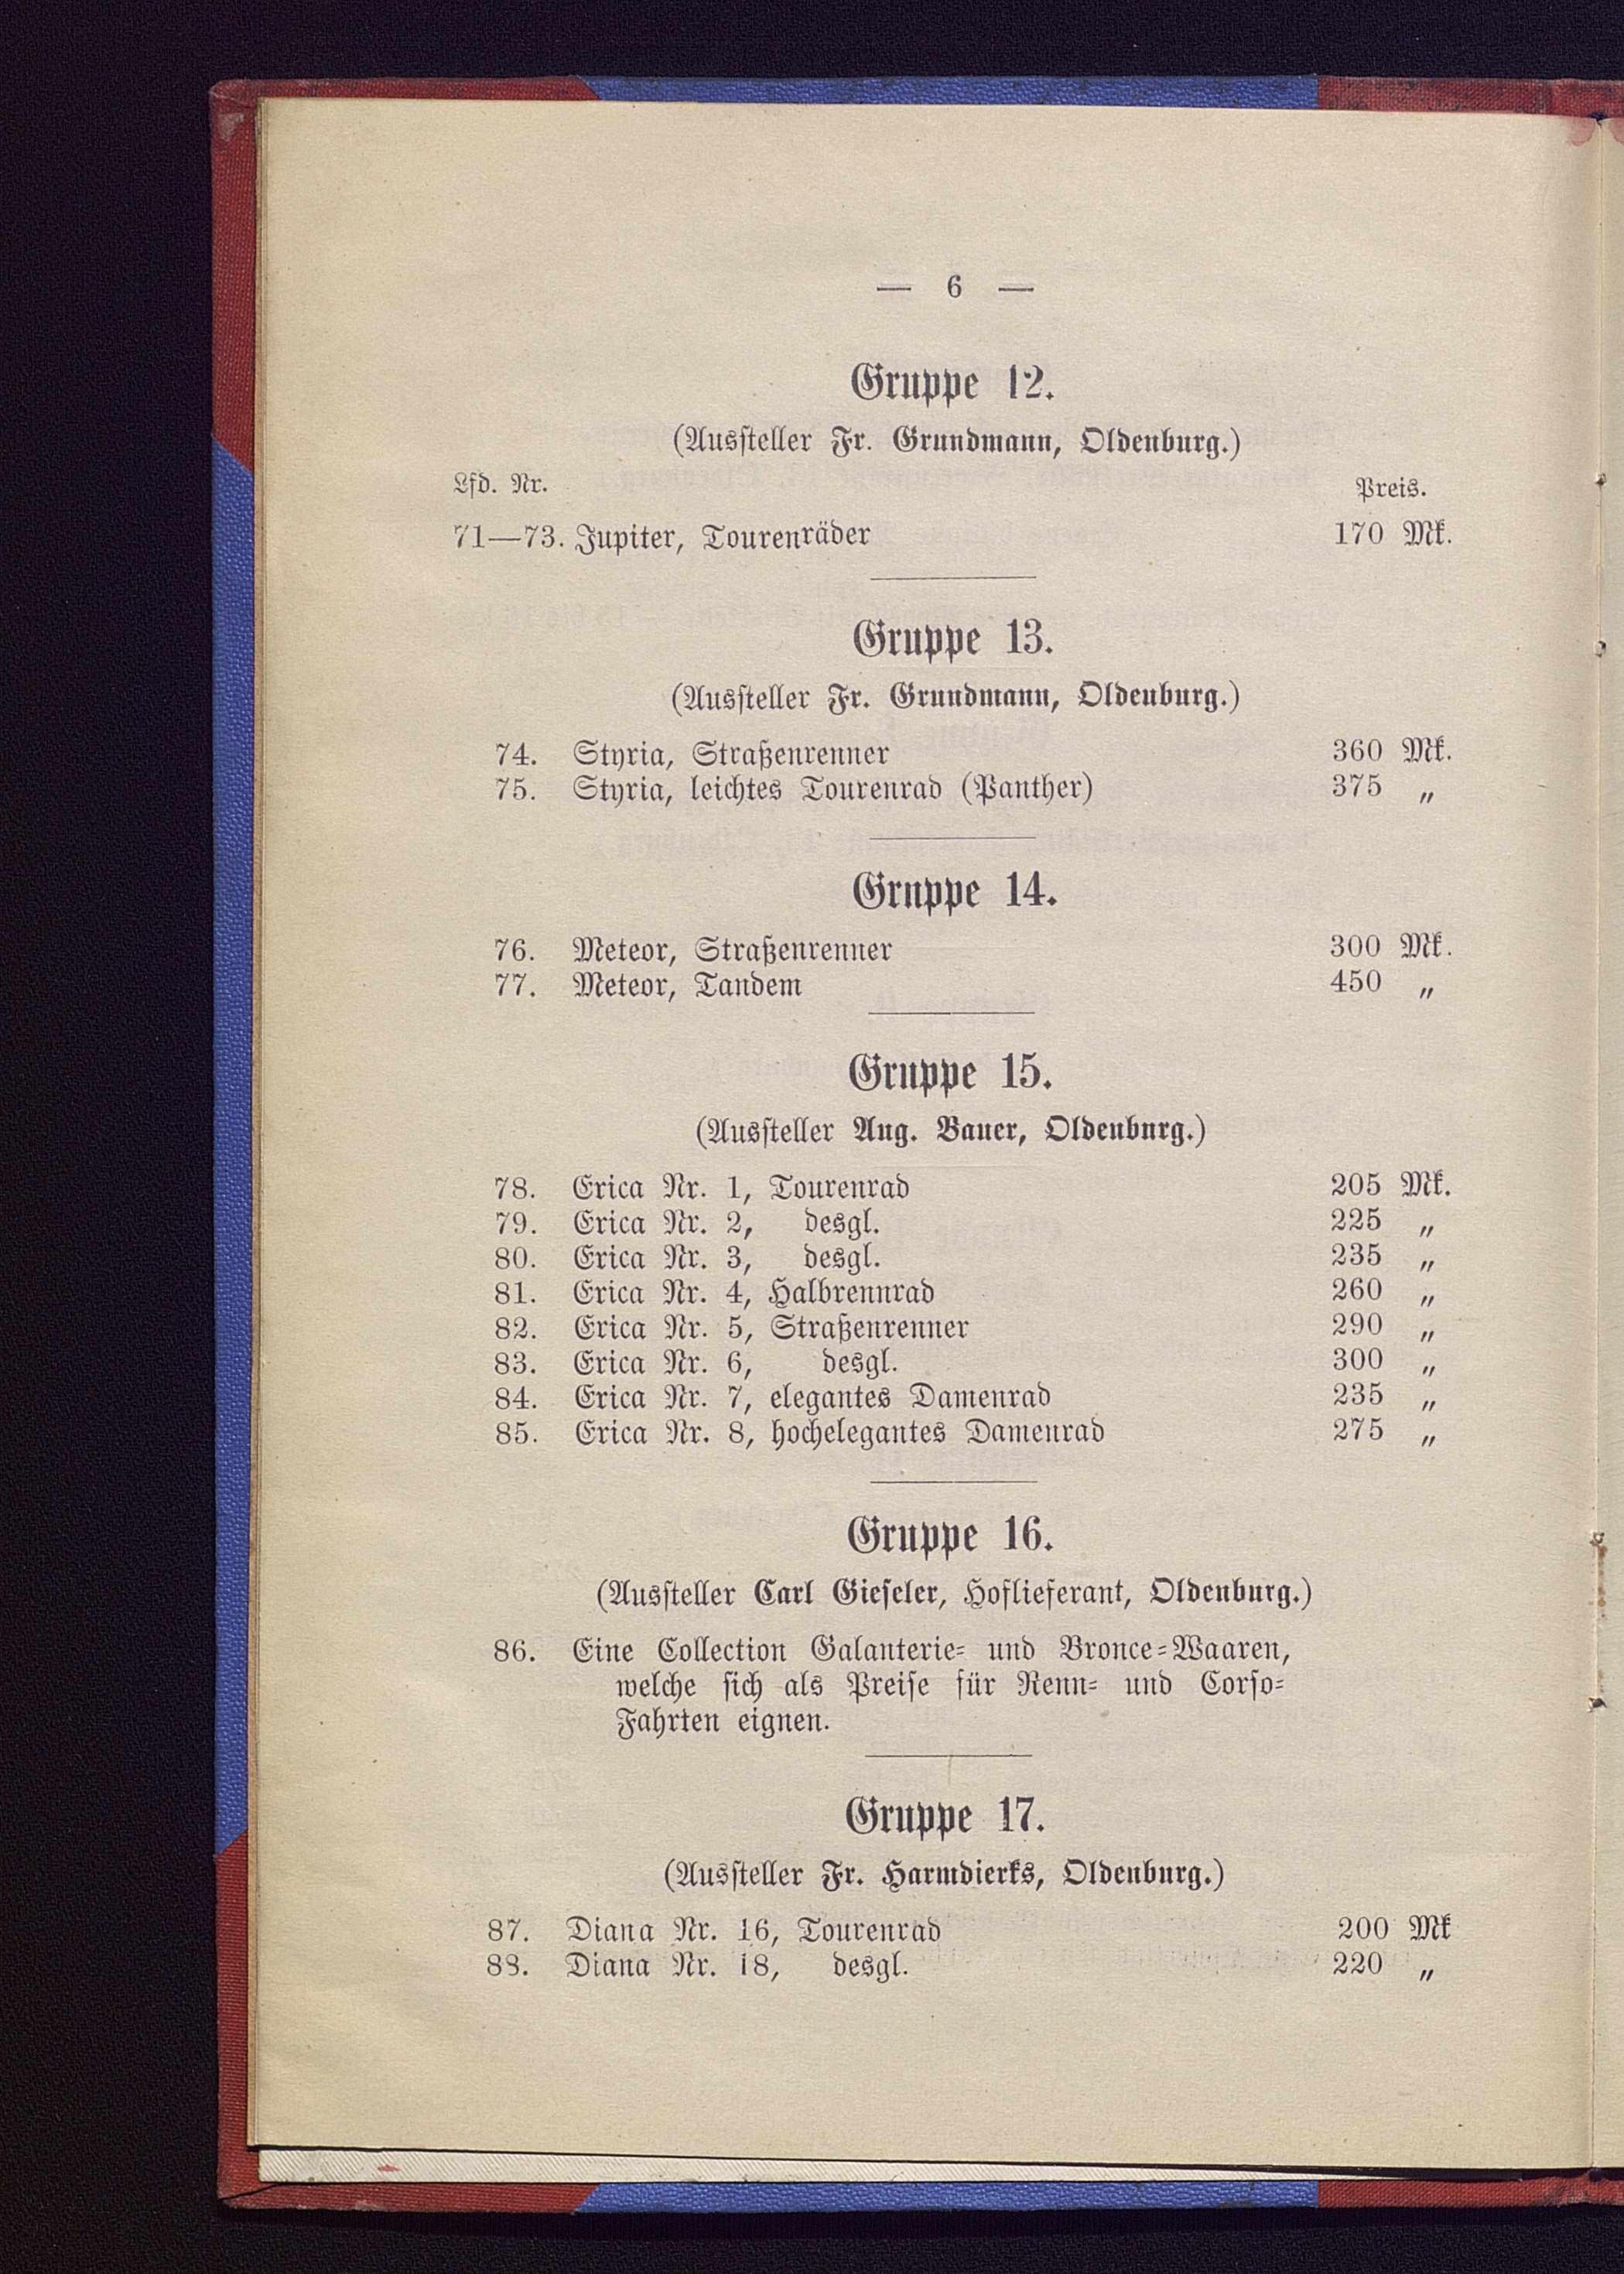 — 6 —
Gruppe 12.
(Aussteller Fr. Grundmann, Oldenburg.)
Lfd. Nr. Preis.
71—73. Jupiter, Tourenräder 170 Mk.
Gruppe 13.
(Aussteller Fr. Grundmann, Oldenburg.)
74. Styria, Straßenrenner 360 Mk.
75. Styria, leichtes Tourenrad (Panther) 375 „
Gruppe 14.
76. Meteor, Straßenrenner 300 Mk.
77. Meteor, Tandem 450 „
Gruppe 15.
(Aussteller Aug. Bauer, Oldenburg.)
78. Erica Nr. 1, Tourenrad 205 Mk.
79. Erica Nr. 2, desgl. 225 „
80. Erica Nr. 3, desgl. 235 „
81. Erica Nr. 4, Halbrennrad 260 „
82. Erica Nr. 5, Straßenrenner 290 „
83. Erica Nr. 6, desgl. 300 „
84. Erica Nr. 7, elegantes Damenrad 235 „
85. Erica Nr. 8, hochelegantes Damenrad 275 „
Gruppe 16.
(Aussteller Carl Gieseler, Hoflieferant, Oldenburg.)
86. Eine Collection Galanterie- und Bronce-Waaren,
welche sich als Preise für Renn- und Corso-
Fahrten eignen.
Gruppe 17.
(Aussteller Fr. Harmdierks, Oldenburg.)
87. Diana Nr. 16, Tourenrad 200 Mk
88. Diana Nr. 18, desgl. 220 „